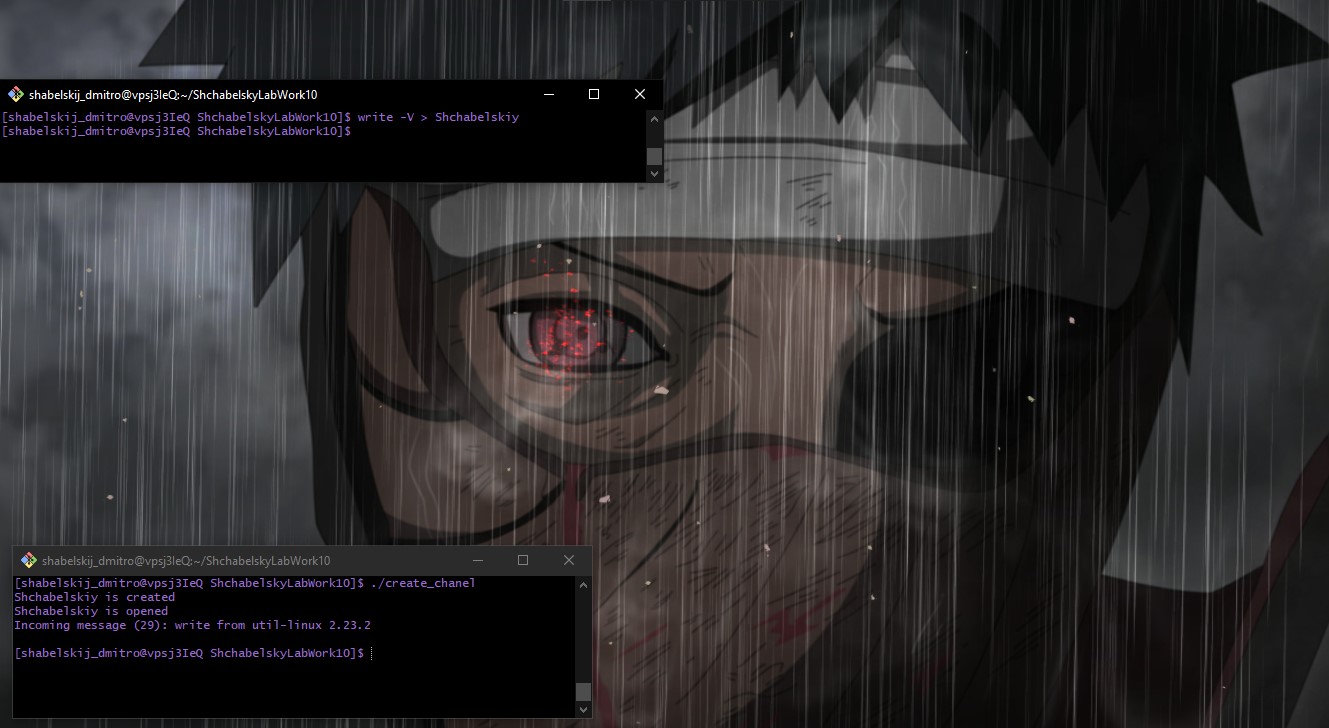 shabelskij_dmitro@vpsj3IeQ:~/ShchabelskyLabWork10
[shabelskij_dmitro@vpsj3IeQ ShchabelskyLabWork10]$ write -V > Shchabelskiy
[shabelskij_dmitro@vpsj3IeQ ShchabelskyLabWork10]$
shabelskij_dmitro@vpsj3IeQ:~/ShchabelskyLabWork10
[shabelskij_dmitro@vpsj3IeQ ShchabelskyLabWork10]$ ./create_chanel
Shchabelskiy is created
Shchabelskiy is opened
Incoming message (29): write from util-linux 2.23.2
[shabelskij_dmitro@vpsj3IeQ ShchabelskyLabWork10]$